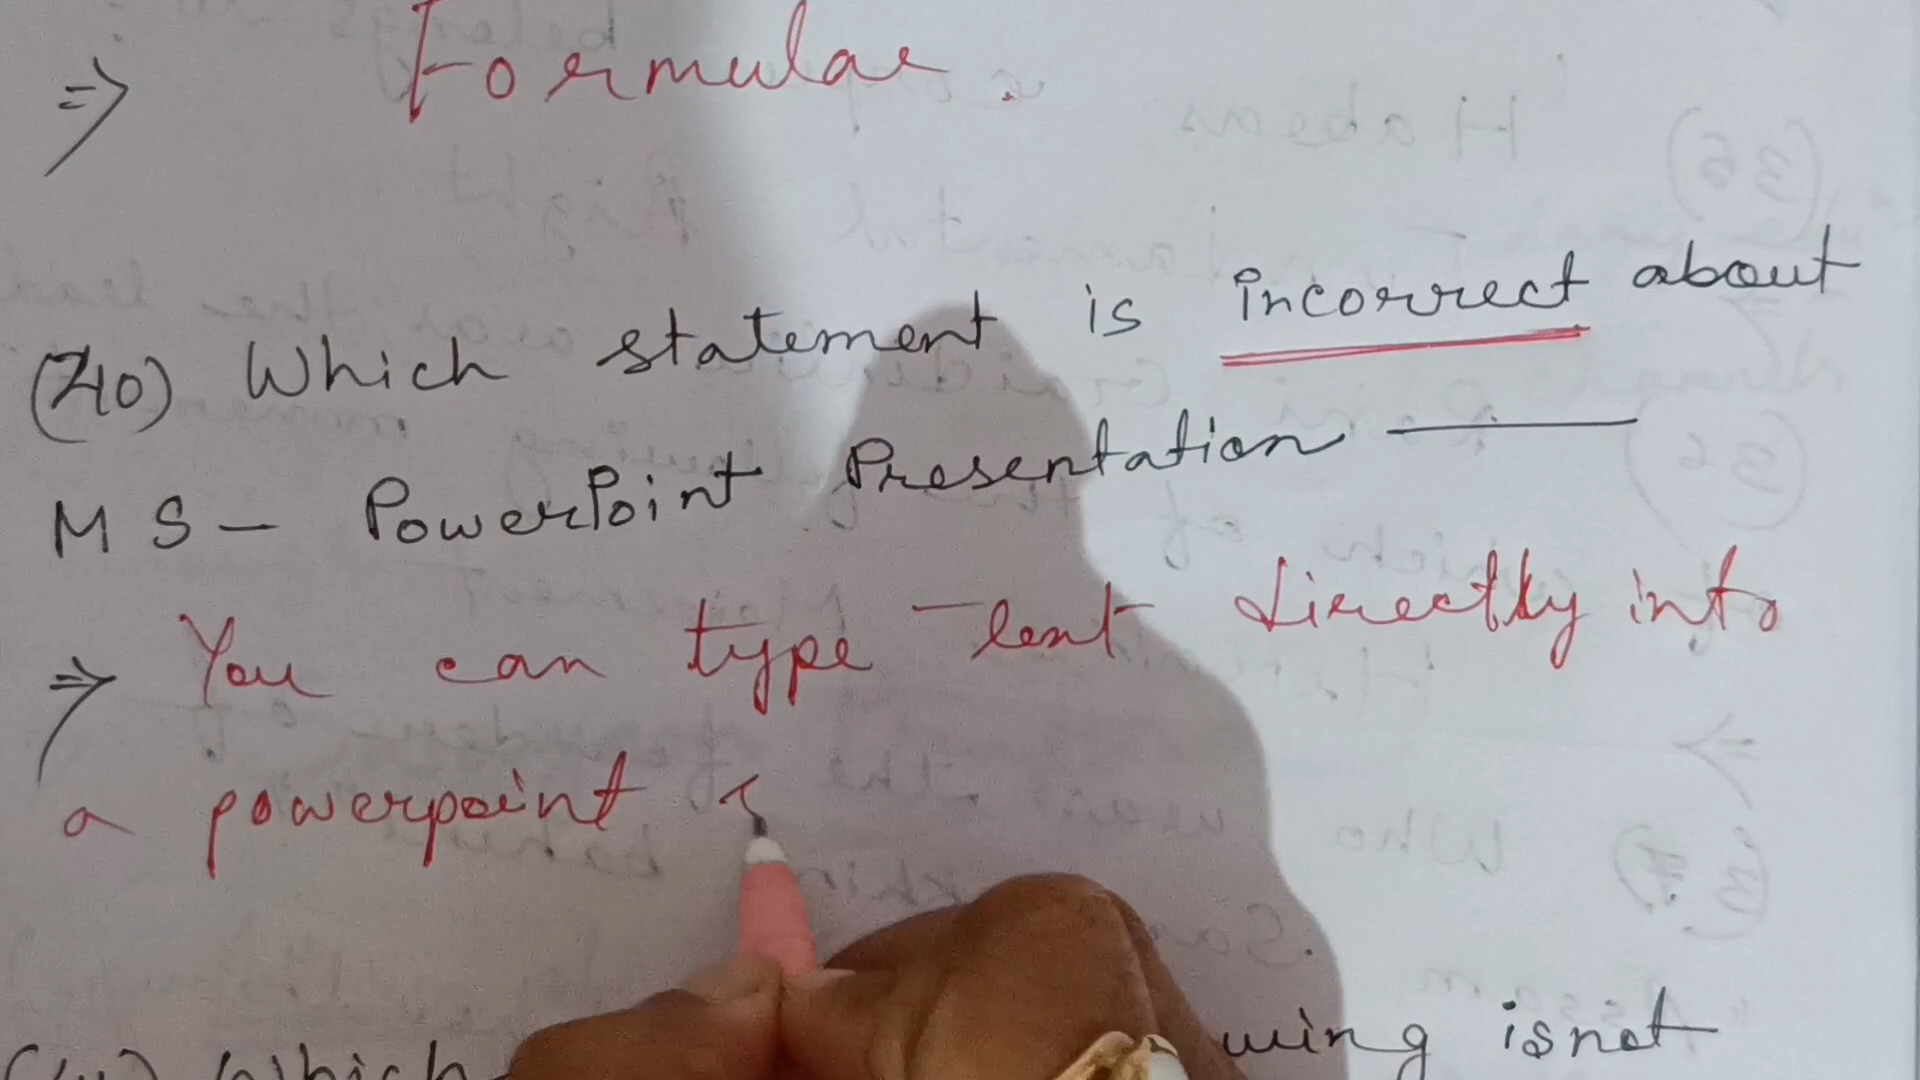 ⇒ Formulae.
(40) Which statement is incorrect about
MS- PowerPoint Presentation —
⇒ You can type text directly into
a powerpoint s
Which wing is not